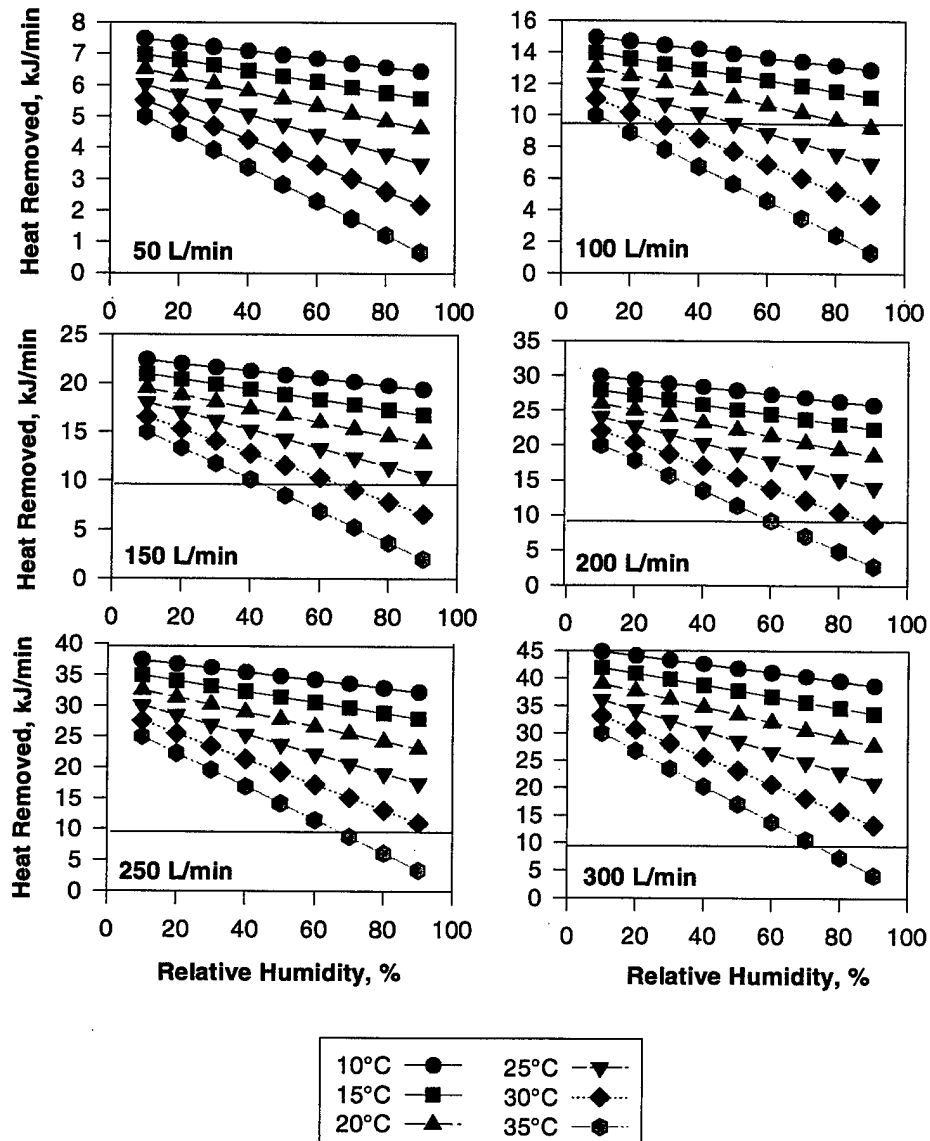 Heat Removed, kJ/min
8
7
6
5
4
3
2
1
0
50 L/min
0 20 40 60 80 100
16
14
12
10
8
6
4
2
0
100 L/min
0 20 40 60 80 100
Heat Removed, kJ/min
25
20
15
10
5
0
150 L/min
0 20 40 60 80 100
35
30
25
20
15
10
5
0
200 L/min
0 20 40 60 80 100
Heat Removed, kJ/min
40
35
30
25
20
15
10
5
0
250 L/min
0 20 40 60 80 100
Relative Humidity, %
45
40
35
30
25
20
15
10
5
0
300 L/min
0 20 40 60 80 100
Relative Humidity, %
10°C
15°C
20°C
25°C
30°C
35°C